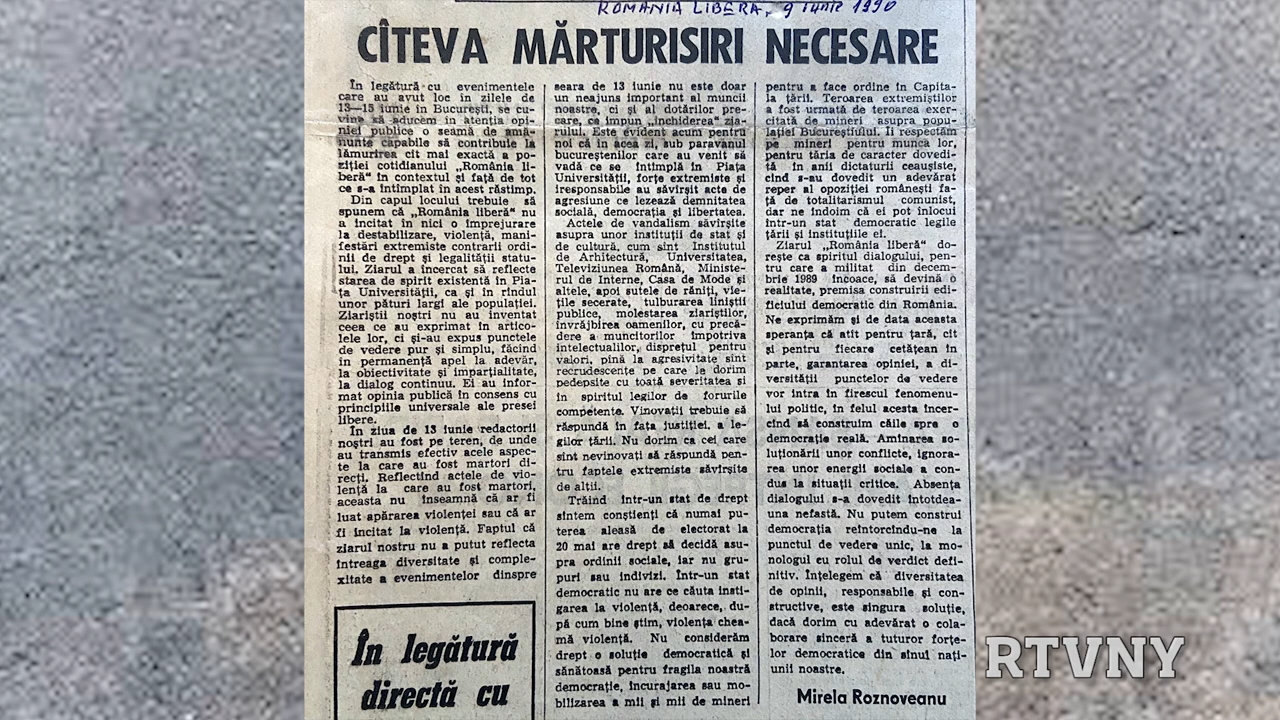 ROMANIA LIBERA, 9 iunie 1990
CÎTEVA MĂRTURISIRI NECESARE
În legătură cu evenimentele
care au avut loc în zilele de
13—15 iunie în București, se cu-
vine să aducem în atenția opi-
niei publice o seamă de amă-
nunte capabile să contribuie la
lămurirea cît mai exactă a po-
ziției cotidianului „România li-
beră“ în contextul și față de tot
ce s-a întîmplat în acest răstimp.
Din capul locului trebuie să
spunem că „România liberă“ nu
a incitat în nici o împrejurare
la destabilizare, violență, mani-
festări extremiste contrarii ordi-
nii de drept și legalității statu-
lui. Ziarul a încercat să reflecte
starea de spirit existentă în Pia-
ța Universității, ca și în rîndul
unor pături largi ale populației.
Ziariștii noștri nu au inventat
ceea ce au exprimat în artico-
lele lor, ci și-au expus punctele
de vedere pur și simplu, făcînd
în permanență apel la adevăr,
la obiectivitate și imparțialitate,
la dialog continuu. Ei au infor-
mat opinia publică în consens cu
principiile universale ale presei
libere.
În ziua de 13 iunie redactorii
noștri au fost pe teren, de unde
au transmis efectiv acele aspec-
te la care au fost martori di-
recți. Reflectînd actele de vio-
lență la care au fost martori,
aceasta nu înseamnă că ar fi
luat apărarea violenței sau că ar
fi incitat la violență. Faptul că
ziarul nostru nu a putut reflecta
întreaga diversitate și comple-
xitate a evenimentelor dinspre
În legătură
directă cu
seara de 13 iunie nu este doar
un neajuns important al muncii
noastre, ci și al dotărilor pre-
care, ce impun „închiderea“ zia-
rului. Este evident acum pentru
noi că în acea zi, sub paravanul
bucureștenilor care au venit să
vadă ce se întîmplă în Piața
Universității, forțe extremiste și
iresponsabile au săvîrșit acte de
agresiune ce lezează demnitatea
socială, democrația și libertatea.
Actele de vandalism săvîrșite
asupra unor instituții de stat și
de cultură, cum sînt Institutul
de Arhitectură, Universitatea,
Televiziunea Română, Ministe-
rul de Interne, Casa de Mode și
altele, apoi sutele de răniți, vie-
țile secerate, tulburarea liniștii
publice, molestarea ziariștilor,
învrăjbirea oamenilor, cu precă-
dere a muncitorilor împotriva
intelectualilor, disprețul pentru
valori, pînă la agresivitate sînt
recrudescente pe care le dorim
pedepsite cu toată severitatea și
în spiritul legilor de forurile
competente. Vinovații trebuie să
răspundă în fața justiției, a le-
gilor țării. Nu dorim ca cei care
sînt nevinovați să răspundă pen-
tru faptele extremiste săvîrșite
de alții.
Trăind într-un stat de drept
sîntem conștienți că numai pu-
terea aleasă de electorat la
20 mai are drept să decidă asu-
pra ordinii sociale, iar nu gru-
puri sau indivizi. Într-un stat
democratic nu are ce căuta insti-
garea la violență, deoarece, du-
pă cum bine știm, violența chea-
mă violență. Nu considerăm
drept o soluție democratică și
sănătoasă pentru fragila noastră
democrație, încurajarea sau mo-
bilizarea a mii și mii de mineri
pentru a face ordine în Capita-
la țării. Teroarea extremiștilor
a fost urmată de teroarea exer-
citată de mineri asupra popu-
lației Bucureștiului. Îi respectăm
pe mineri pentru munca lor,
pentru tăria de caracter dovedi-
tă în anii dictaturii ceaușiste,
cînd s-au dovedit un adevărat
reper al opoziției românești fa-
ță de totalitarismul comunist,
dar ne îndoim că ei pot înlocui
într-un stat democratic legile
țării și instituțiile ei.
Ziarul „România liberă“ do-
rește ca spiritul dialogului, pen-
tru care a militat din decem-
brie 1989 încoace, să devină o
realitate, premisa construirii edi-
ficiului democratic din România.
Ne exprimăm și de data aceasta
speranța că atît pentru țară, cît
și pentru fiecare cetățean în
parte, garantarea opiniei, a di-
versității punctelor de vedere
vor intra în firescul fenomenu-
lui politic, în felul acesta încer-
cînd să construim căile spre o
democrație reală. Amînarea so-
luționării unor conflicte, ignora-
rea unor energii sociale a con-
dus la situații critice. Absența
dialogului s-a dovedit întotdea-
una nefastă. Nu putem construi
democrația reîntorcîndu-ne la
punctul de vedere unic, la mo-
nologul cu rolul de verdict defi-
nitiv. Înțelegem că diversitatea
de opinii, responsabile și con-
structive, este singura soluție,
dacă dorim cu adevărat o cola-
borare sinceră a tuturor forțe-
lor democratice din sînul nați-
unii noastre.
Mirela Roznoveanu
RTVNY